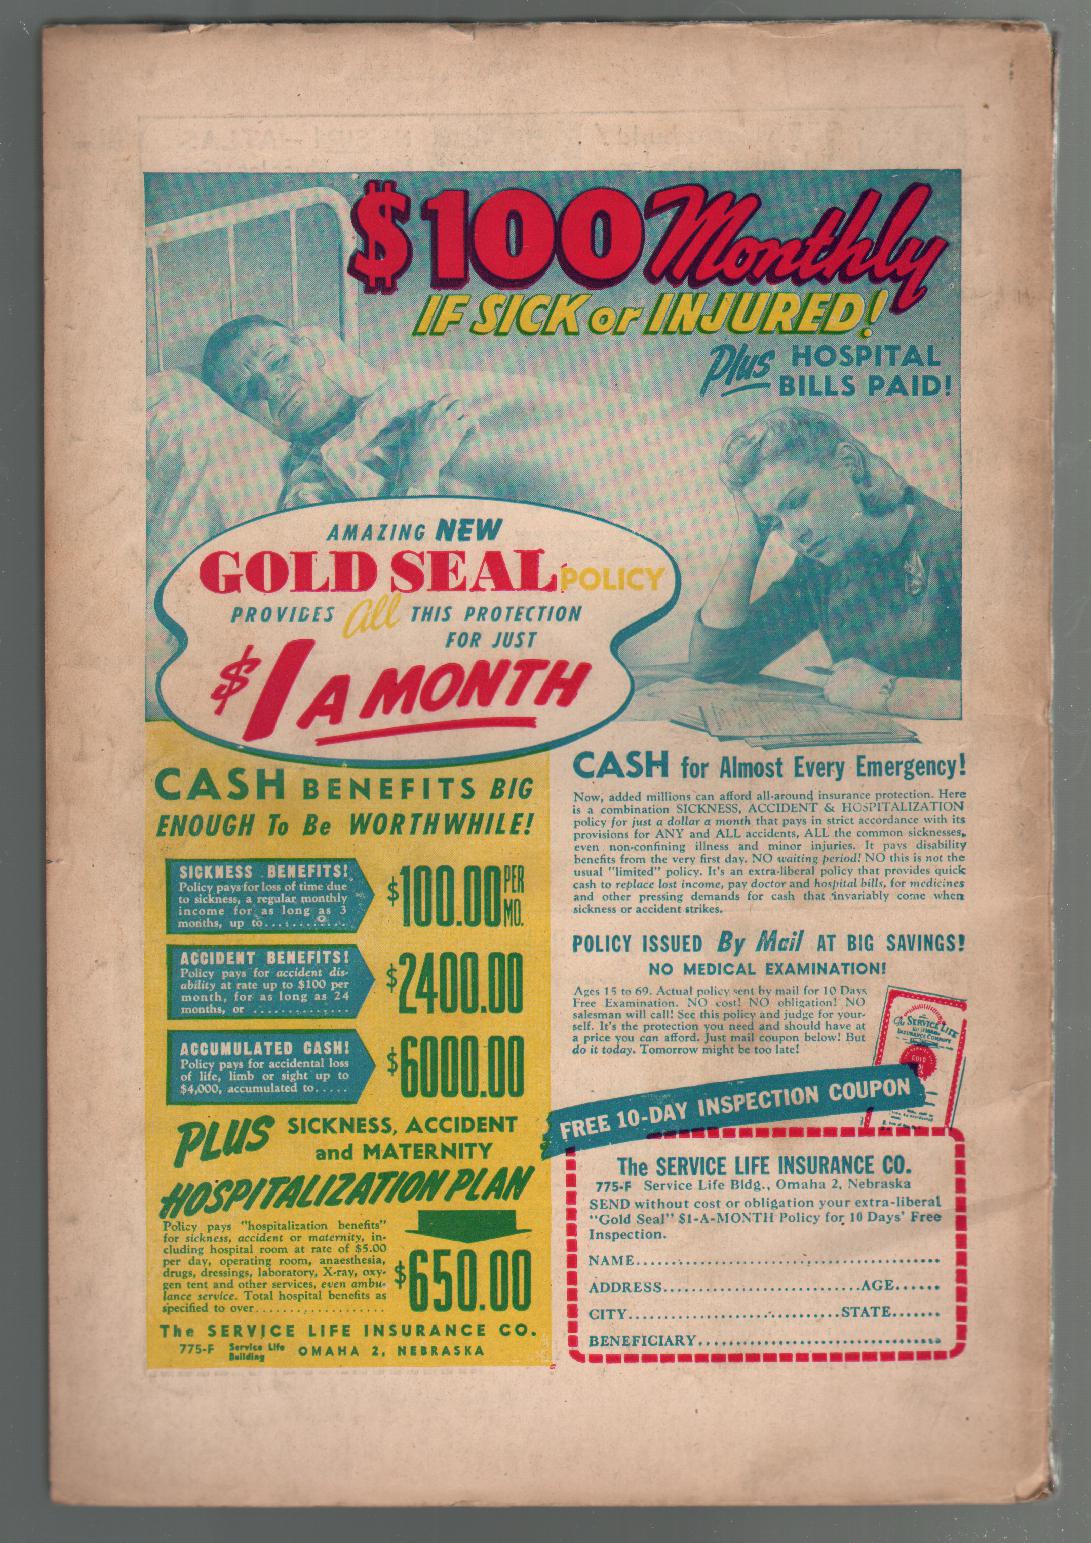 $100 Monthly
IF SICK or INJURED!
Plus HOSPITAL
BILLS PAID!
AMAZING NEW
GOLD SEAL POLICY
PROVIDES All THIS PROTECTION
FOR JUST
$1 A MONTH
CASH BENEFITS BIG
ENOUGH To Be WORTHWHILE!
SICKNESS BENEFITS!
Policy pays for loss of time due
to sickness, a regular monthly
income for as long as 3
months, up to............
$100.00 PER MO.
ACCIDENT BENEFITS!
Policy pays for accident dis-
ability at rate up to $100 per
month, for as long as 24
months, or ..............
$2400.00
ACCUMULATED CASH!
Policy pays for accidental loss
of life, limb or sight up to
$4,000, accumulated to.....
$6000.00
PLUS SICKNESS, ACCIDENT
and MATERNITY
HOSPITALIZATION PLAN
Policy pays "hospitalization benefits"
for sickness, accident or maternity, in-
cluding hospital room at rate of $5.00
per day, operating room, anaesthesia,
drugs, dressings, laboratory, X-ray, oxy-
gen tent and other services, even ambu-
lance service. Total hospital benefits as
specified to over....................
$650.00
The SERVICE LIFE INSURANCE CO.
775-F Service Life Building OMAHA 2, NEBRASKA
CASH for Almost Every Emergency!
Now, added millions can afford all-around insurance protection. Here
is a combination SICKNESS, ACCIDENT & HOSPITALIZATION
policy for just a dollar a month that pays in strict accordance with its
provisions for ANY and ALL accidents, ALL the common sicknesses,
even non-confining illness and minor injuries. It pays disability
benefits from the very first day. NO waiting period! NO this is not the
usual "limited" policy. It's an extra-liberal policy that provides quick
cash to replace lost income, pay doctor and hospital bills, for medicines
and other pressing demands for cash that invariably come when
sickness or accident strikes.
POLICY ISSUED By Mail AT BIG SAVINGS!
NO MEDICAL EXAMINATION!
Ages 15 to 69. Actual policy sent by mail for 10 Days
Free Examination. NO cost! NO obligation! NO
salesman will call! See this policy and judge for your-
self. It's the protection you need and should have at
a price you can afford. Just mail coupon below! But
do it today. Tomorrow might be too late!
The SERVICE LIFE
INSURANCE COMPANY
GOLD
FREE 10-DAY INSPECTION COUPON
The SERVICE LIFE INSURANCE CO.
775-F Service Life Bldg., Omaha 2, Nebraska
SEND without cost or obligation your extra-liberal
"Gold Seal" $1-A-MONTH Policy for 10 Days' Free
Inspection.
NAME.............................................
ADDRESS.............................AGE.......
CITY...............................STATE......
BENEFICIARY...................................